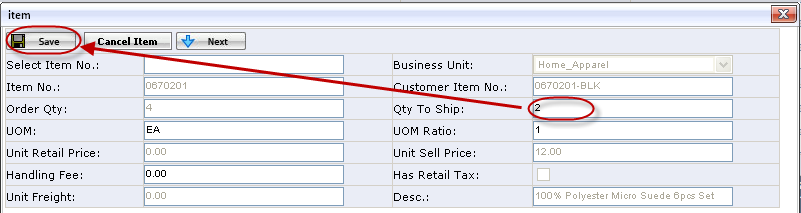 item
Save Cancel Item Next
Select Item No.: Business Unit: Home_Apparel
Item No.: 0670201 Customer Item No.: 0670201-BLK
Order Qty: 4 Qty To Ship: 2
UOM: EA UOM Ratio: 1
Unit Retail Price: 0.00 Unit Sell Price: 12.00
Handling Fee: 0.00 Has Retail Tax:
Unit Freight: 0.00 Desc.: 100% Polyester Micro Suede 6pcs Set